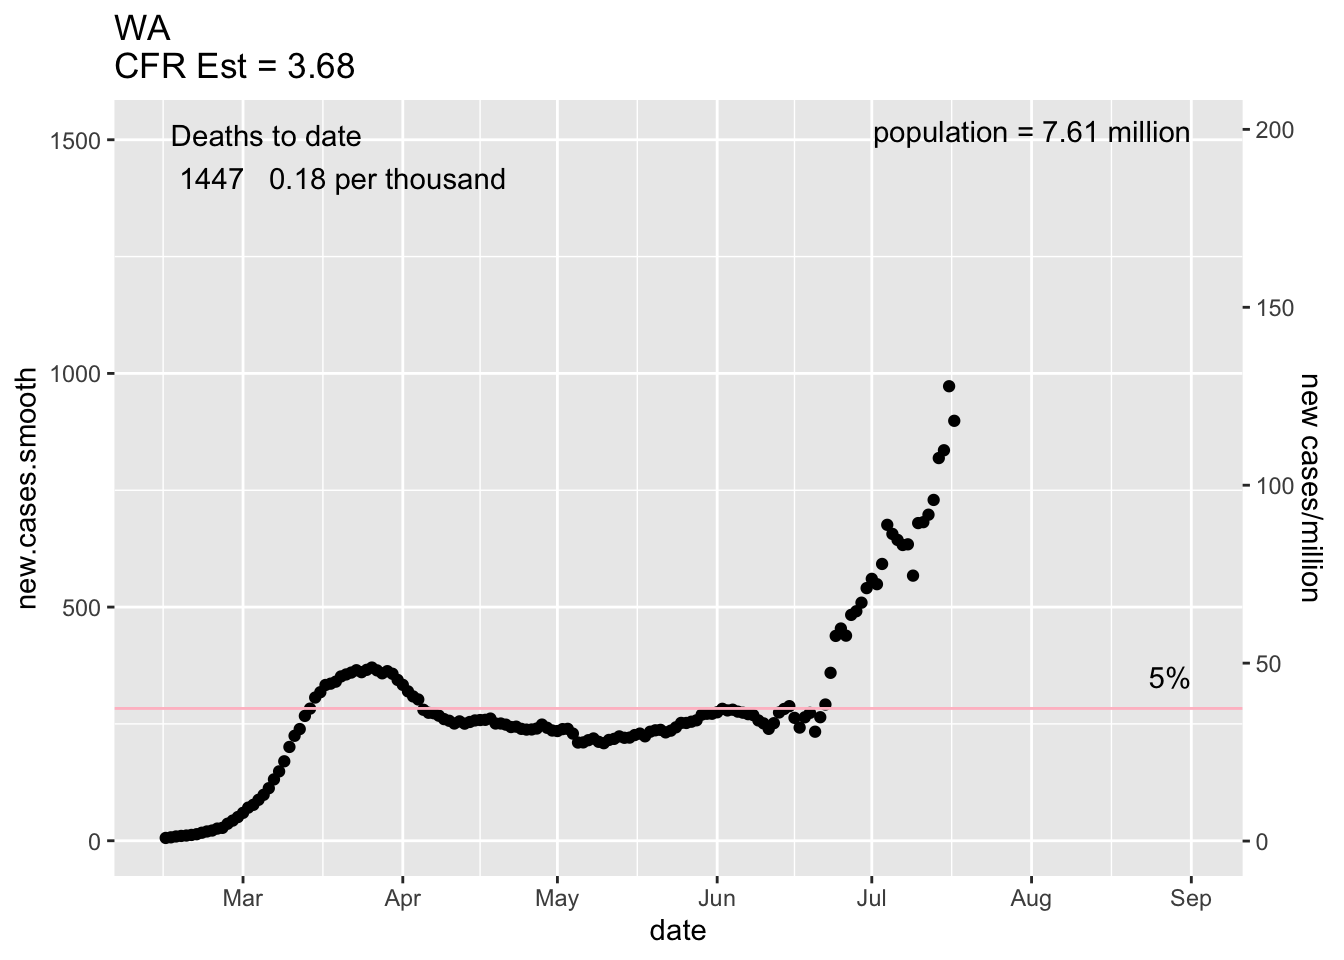 WA
CFR Est = 3.68
Deaths to date
1447 0.18 per thousand
population = 7.61 million
1500
1000
500
0
new.cases.smooth
200
150
100
50
0
new cases/million
5%
Mar Apr May Jun Jul Aug Sep
date